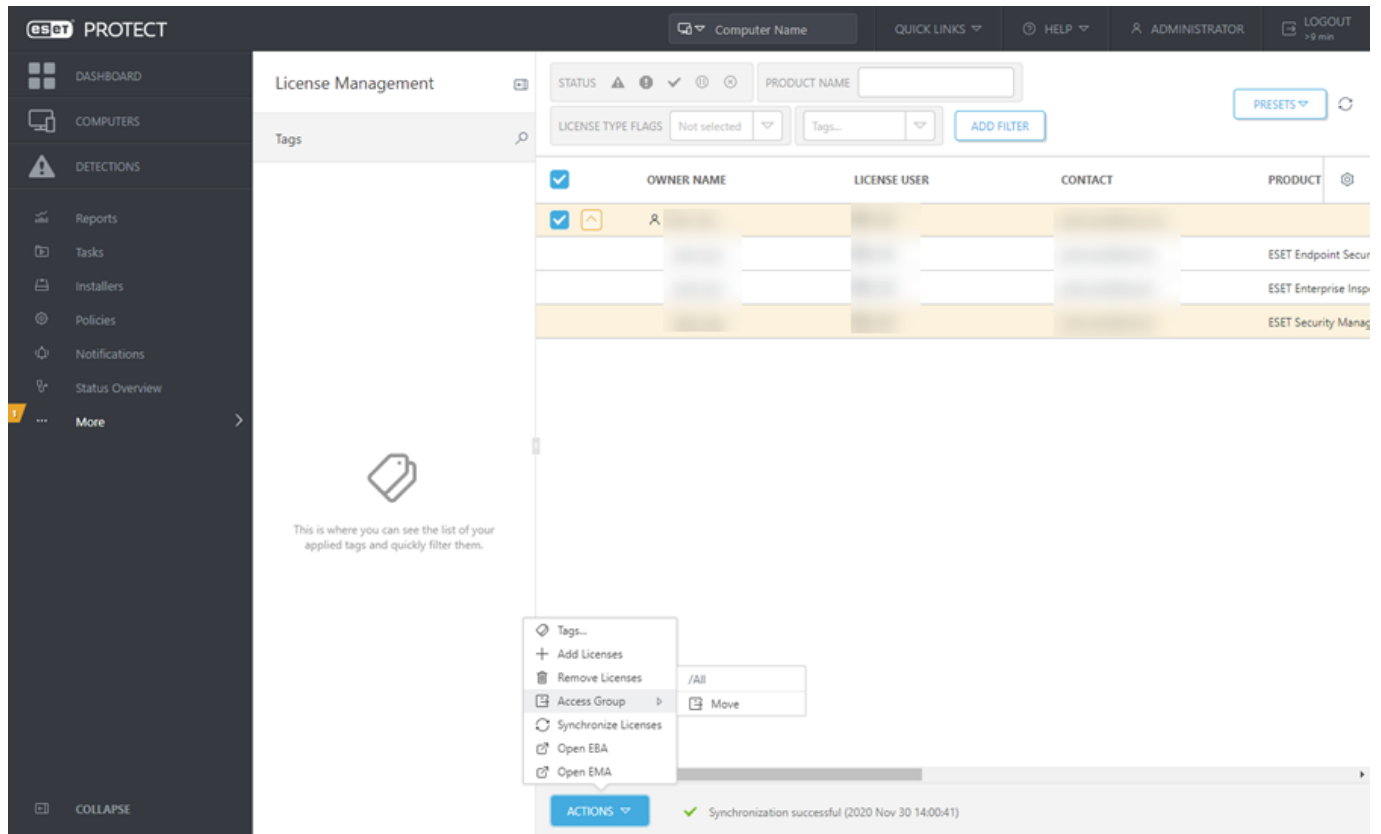 eset PROTECT
Computer Name
QUICK LINKS
HELP
ADMINISTRATOR
LOGOUT
>9 min
DASHBOARD
COMPUTERS
DETECTIONS
Reports
Tasks
Installers
Policies
Notifications
Status Overview
1
More
COLLAPSE
License Management
Tags
This is where you can see the list of your
applied tags and quickly filter them.
STATUS
PRODUCT NAME
PRESETS
LICENSE TYPE FLAGS Not selected
Tags...
ADD FILTER
OWNER NAME LICENSE USER CONTACT PRODUCT
ESET Endpoint Secur
ESET Enterprise Insp
ESET Security Manag
Tags...
Add Licenses
Remove Licenses
Access Group
Synchronize Licenses
Open EBA
Open EMA
/All
Move
ACTIONS
Synchronization successful (2020 Nov 30 14:00:41)